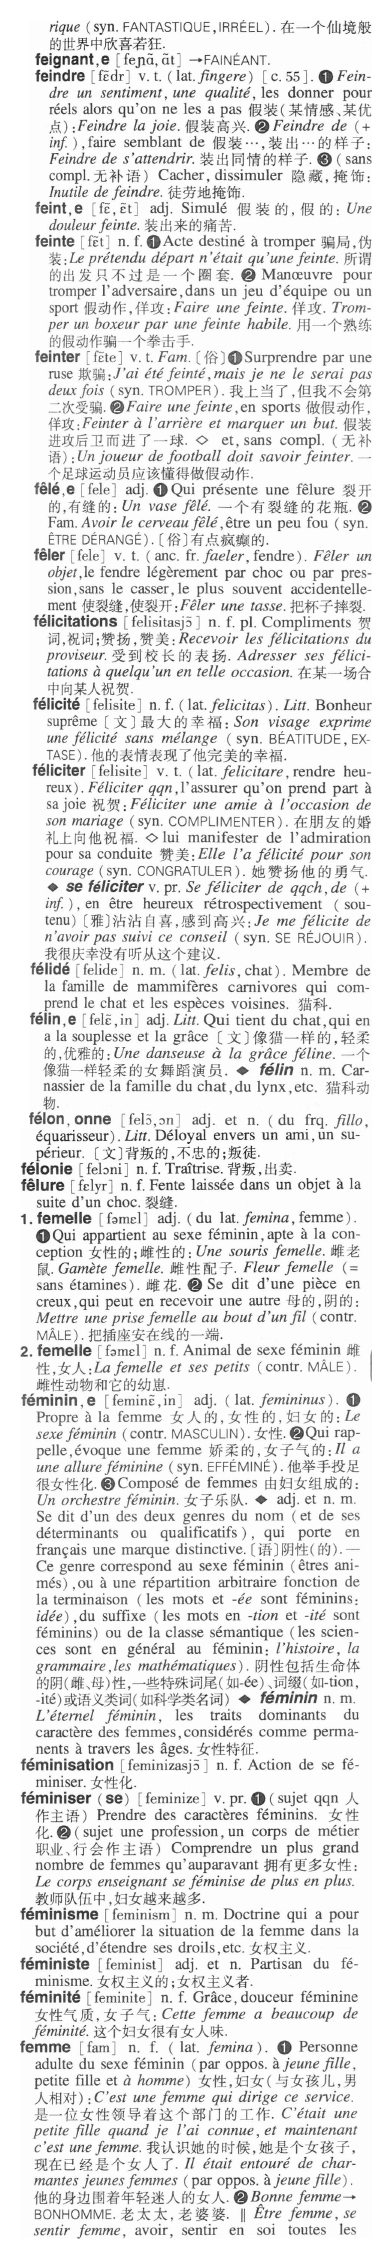 rique (syn. FANTASTIQUE, IRRÉEL). 在一个仙境般
的世界中欣喜若狂.
feignant, e [feɲɑ̃, ɑ̃t] →FAINÉANT.
feindre [fɛ̃dr] v. t. (lat. fingere) [c. 55]. ❶ Fein-
dre un sentiment, une qualité, les donner pour
réels alors qu'on ne les a pas 假装(某情感、某优
点): Feindre la joie. 假装高兴. ❷ Feindre de (+
inf.), faire semblant de 假装…,装出…的样子:
Feindre de s'attendrir. 装出同情的样子. ❸ (sans
compl. 无补语) Cacher, dissimuler 隐藏,掩饰:
Inutile de feindre. 徒劳地掩饰.
feint, e [fɛ̃, ɛ̃t] adj. Simulé 假装的,假的: Une
douleur feinte. 装出来的痛苦.
feinte [fɛ̃t] n. f. ❶ Acte destiné à tromper 骗局,伪
装: Le prétendu départ n'était qu'une feinte. 所谓
的出发只不过是一个圈套. ❷ Manœuvre pour
tromper l'adversaire, dans un jeu d'équipe ou un
sport 假动作,佯攻: Faire une feinte. 佯攻. Trom-
per un boxeur par une feinte habile. 用一个熟练
的假动作骗一个拳击手.
feinter [fɛ̃te] v. t. Fam. [俗] ❶ Surprendre par une
ruse 欺骗: J'ai été feinté, mais je ne le serai pas
deux fois (syn. TROMPER). 我上当了,但我不会第
二次受骗. ❷ Faire une feinte, en sports 做假动作,
佯攻: Feinter à l'arrière et marquer un but. 假装
进攻后卫而进了一球. ◇ et, sans compl. (无补
语): Un joueur de football doit savoir feinter. 一
个足球运动员应该懂得做假动作.
fêlé, e [fele] adj. ❶ Qui présente une fêlure 裂开
的,有缝的: Un vase fêlé. 一个有裂缝的花瓶. ❷
Fam. Avoir le cerveau fêlé, être un peu fou (syn.
ÊTRE DÉRANGÉ). [俗]有点疯癫的.
fêler [fele] v. t. (anc. fr. faeler, fendre). Fêler un
objet, le fendre légèrement par choc ou par pres-
sion, sans le casser, le plus souvent accidentelle-
ment 使裂缝,使裂开: Fêler une tasse. 把杯子摔裂.
félicitations [felisitasjɔ̃] n. f. pl. Compliments 贺
词,祝词;赞扬,赞美: Recevoir les félicitations du
proviseur. 受到校长的表扬. Adresser ses félici-
tations à quelqu'un en telle occasion. 在某一场合
中向某人祝贺.
félicité [felisite] n. f. (lat. felicitas). Litt. Bonheur
suprême [文]最大的幸福: Son visage exprime
une félicité sans mélange (syn. BÉATITUDE, EX-
TASE). 他的表情表现了他完美的幸福.
féliciter [felisite] v. t. (lat. felicitare, rendre heu-
reux). Féliciter qqn, l'assurer qu'on prend part à
sa joie 祝贺: Féliciter une amie à l'occasion de
son mariage (syn. COMPLIMENTER). 在朋友的婚
礼上向他祝福. ◇ lui manifester de l'admiration
pour sa conduite 赞美: Elle l'a félicité pour son
courage (syn. CONGRATULER). 她赞扬他的勇气.
◆ se féliciter v. pr. Se féliciter de qqch, de (+
inf.), en être heureux rétrospectivement (sou-
tenu) [雅]沾沾自喜,感到高兴: Je me félicite de
n'avoir pas suivi ce conseil (syn. SE RÉJOUIR).
我很庆幸没有听从这个建议.
félidé [felide] n. m. (lat. felis, chat). Membre de
la famille de mammifères carnivores qui com-
prend le chat et les espèces voisines. 猫科.
félin, e [felɛ̃, in] adj. Litt. Qui tient du chat, qui en
a la souplesse et la grâce [文]像猫一样的,轻柔
的,优雅的: Une danseuse à la grâce féline. 一个
像猫一样轻柔的女舞蹈演员. ◆ félin n. m. Car-
nassier de la famille du chat, du lynx, etc. 猫科动
物.
félon, onne [felɔ̃, ɔn] adj. et n. (du frq. fillo,
équarisseur). Litt. Déloyal envers un ami, un su-
périeur. [文]背叛的,不忠的;叛徒.
félonie [felɔni] n. f. Traîtrise. 背叛,出卖.
fêlure [fɛlyr] n. f. Fente laissée dans un objet à la
suite d'un choc. 裂缝.
1. femelle [fəmɛl] adj. (du lat. femina, femme).
❶ Qui appartient au sexe féminin, apte à la con-
ception 女性的;雌性的: Une souris femelle. 雌老
鼠. Gamète femelle. 雌性配子. Fleur femelle (=
sans étamines). 雌花. ❷ Se dit d'une pièce en
creux, qui peut en recevoir une autre 母的,阴的:
Mettre une prise femelle au bout d'un fil (contr.
MÂLE). 把插座安在线的一端.
2. femelle [fəmɛl] n. f. Animal de sexe féminin 雌
性,女人: La femelle et ses petits (contr. MÂLE).
雌性动物和它的幼崽.
féminin, e [feminɛ̃, in] adj. (lat. femininus). ❶
Propre à la femme 女人的,女性的,妇女的: Le
sexe féminin (contr. MASCULIN). 女性. ❷ Qui rap-
pelle, évoque une femme 娇柔的,女子气的: Il a
une allure féminine (syn. EFFÉMINÉ). 他举手投足
很女性化. ❸ Composé de femmes 由妇女组成的:
Un orchestre féminin. 女子乐队. ◆ adj. et n. m.
Se dit d'un des deux genres du nom (et de ses
déterminants ou qualificatifs), qui porte en
français une marque distinctive. [语]阴性(的). —
Ce genre correspond au sexe féminin (êtres ani-
més), ou à une répartition arbitraire fonction de
la terminaison (les mots et -ée sont féminins:
idée), du suffixe (les mots en -tion et -ité sont
féminins) ou de la classe sémantique (les scien-
ces sont en général au féminin: l'histoire, la
grammaire, les mathématiques). 阴性包括生命体
的阴(雌、母)性,一些特殊词尾(如-ée)、词缀(如-tion,
-ité)或语义类词(如科学类名词) ◆ féminin n. m.
L'éternel féminin, les traits dominants du
caractère des femmes, considérés comme perma-
nents à travers les âges. 女性特征.
féminisation [feminizasjɔ̃] n. f. Action de se fé-
miniser. 女性化.
féminiser (se) [feminize] v. pr. ❶ (sujet qqn 人
作主语) Prendre des caractères féminins. 女性
化. ❷ (sujet une profession, un corps de métier
职业、行会作主语) Comprendre un plus grand
nombre de femmes qu'auparavant 拥有更多女性:
Le corps enseignant se féminise de plus en plus.
教师队伍中,妇女越来越多.
féminisme [feminism] n. m. Doctrine qui a pour
but d'améliorer la situation de la femme dans la
société, d'étendre ses droils, etc. 女权主义.
féministe [feminist] adj. et n. Partisan du fé-
minisme. 女权主义的;女权主义者.
féminité [feminite] n. f. Grâce, douceur féminine
女性气质,女子气: Cette femme a beaucoup de
féminité. 这个妇女很有女人味.
femme [fam] n. f. (lat. femina). ❶ Personne
adulte du sexe féminin (par oppos. à jeune fille,
petite fille et à homme) 女性,妇女(与女孩儿,男
人相对): C'est une femme qui dirige ce service.
是一位女性领导着这个部门的工作. C'était une
petite fille quand je l'ai connue, et maintenant
c'est une femme. 我认识她的时候,她是个女孩子,
现在已经是个女人了. Il était entouré de char-
mantes jeunes femmes (par oppos. à jeune fille).
他的身边围着年轻迷人的女人. ❷ Bonne femme→
BONHOMME. 老太太,老婆婆. ‖ Être femme, se
sentir femme, avoir, sentir en soi toutes les